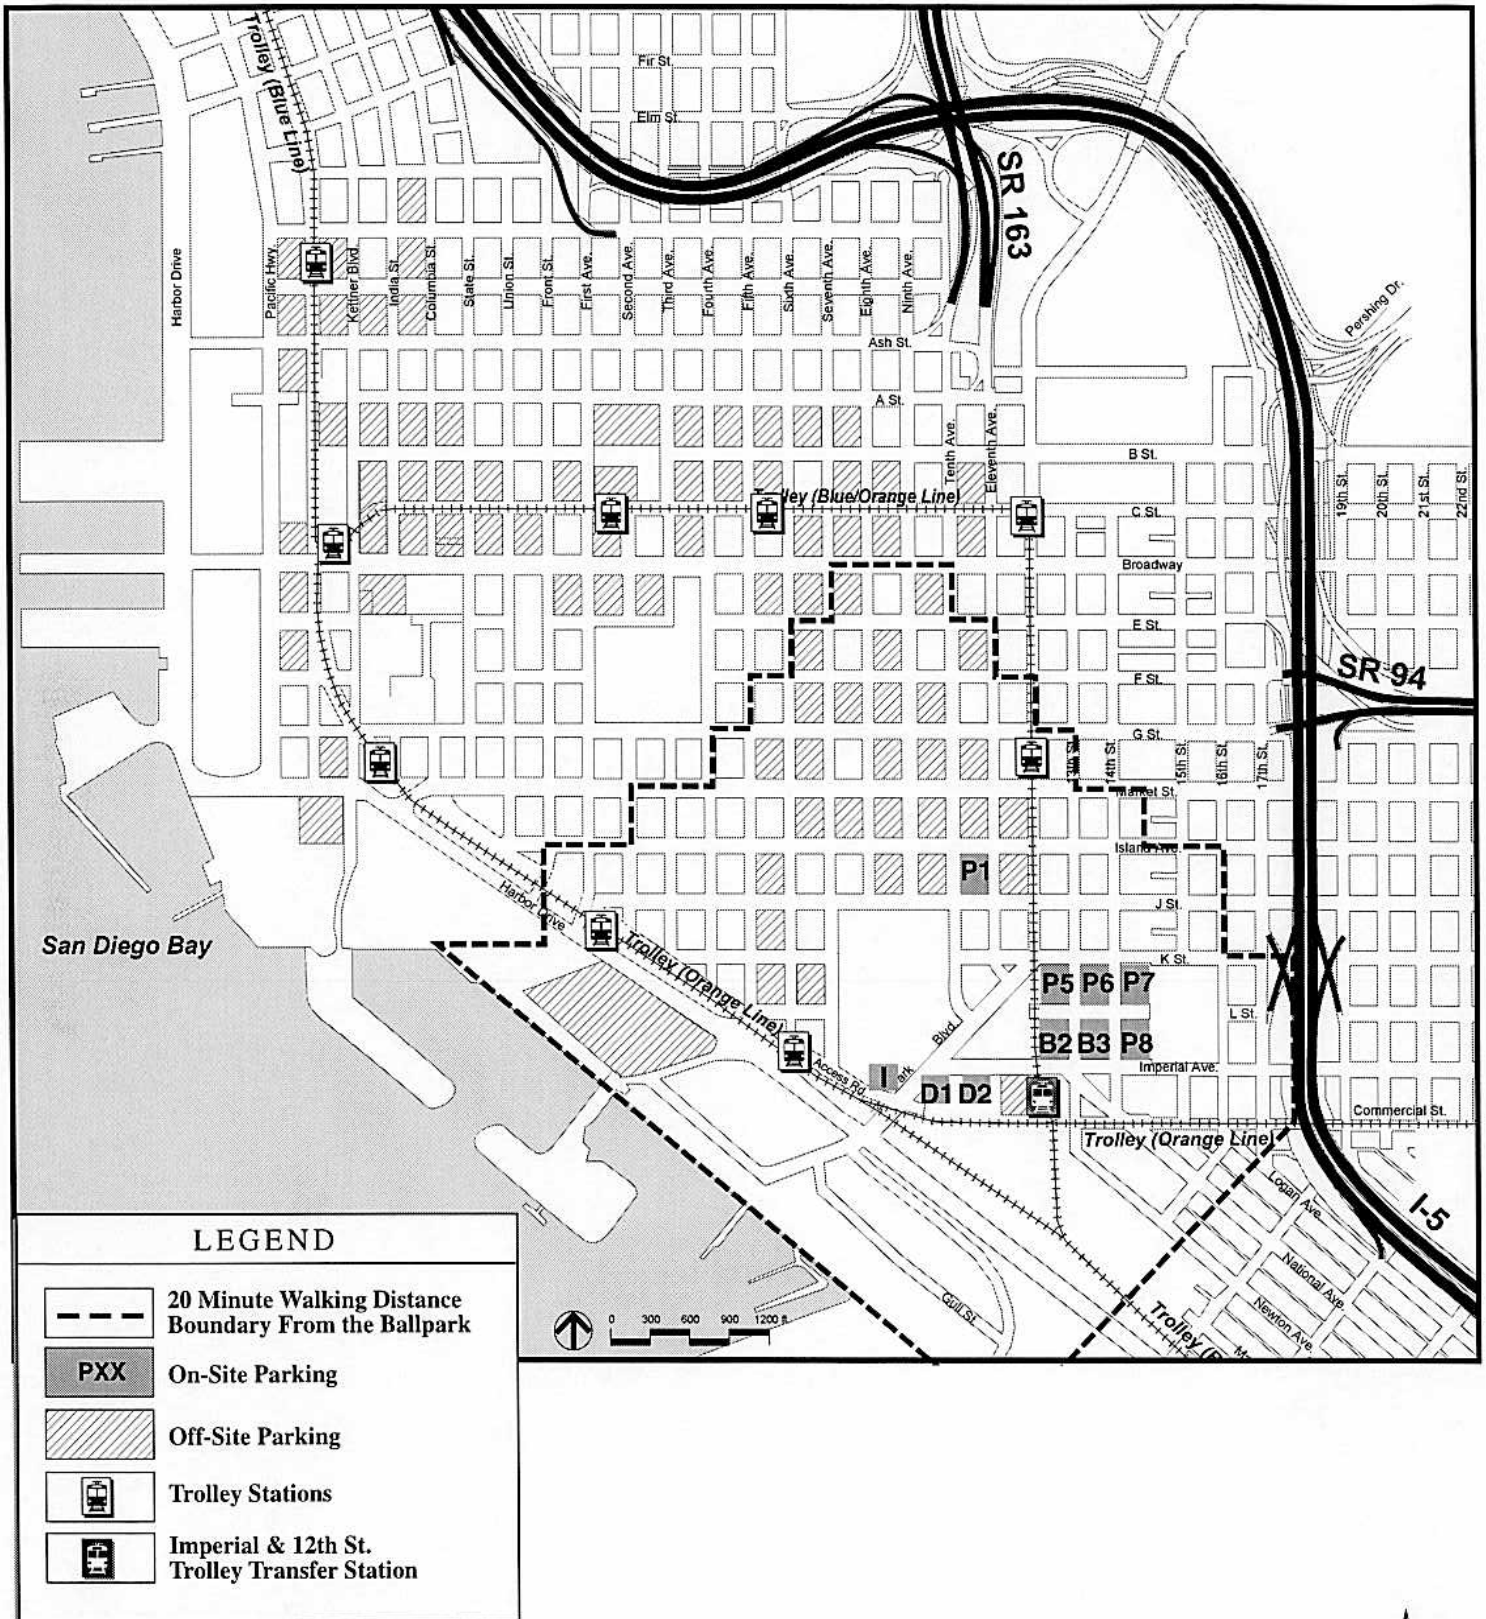 Trolley (Blue Line)
Fir St.
Elm St
SR 163
Harbor Drive
Pacific Hwy.
Kettner Blvd.
India St.
Columbia St.
State St.
Union St.
Front St.
First Ave.
Second Ave.
Third Ave.
Fourth Ave.
Fifth Ave.
Sixth Ave.
Seventh Ave.
Eighth Ave.
Ninth Ave.
Pershing Dr.
Ash St.
A St.
Tenth Ave.
Eleventh Ave.
B St.
19th St.
20th St.
21st St.
22nd St.
lley (Blue/Orange Line)
C St.
Broadway
E St.
F St.
SR 94
G St.
13th St.
14th St.
15th St.
16th St.
17th St.
Market St.
Island Ave.
P1
Harbor Drive
J St.
San Diego Bay
Trolley (Orange Line)
K St.
P5 P6 P7
L St.
Blvd.
B2 B3 P8
Access Rd.
I
ark
Imperial Ave.
D1 D2
Commercial St.
Trolley (Orange Line)
Logan Ave.
I-5
National Ave.
Newton Ave.
Gull St.
Trolley (
LEGEND
20 Minute Walking Distance
Boundary From the Ballpark
0 300 600 900 1200 ft
PXX On-Site Parking
Off-Site Parking
Trolley Stations
Imperial & 12th St.
Trolley Transfer Station